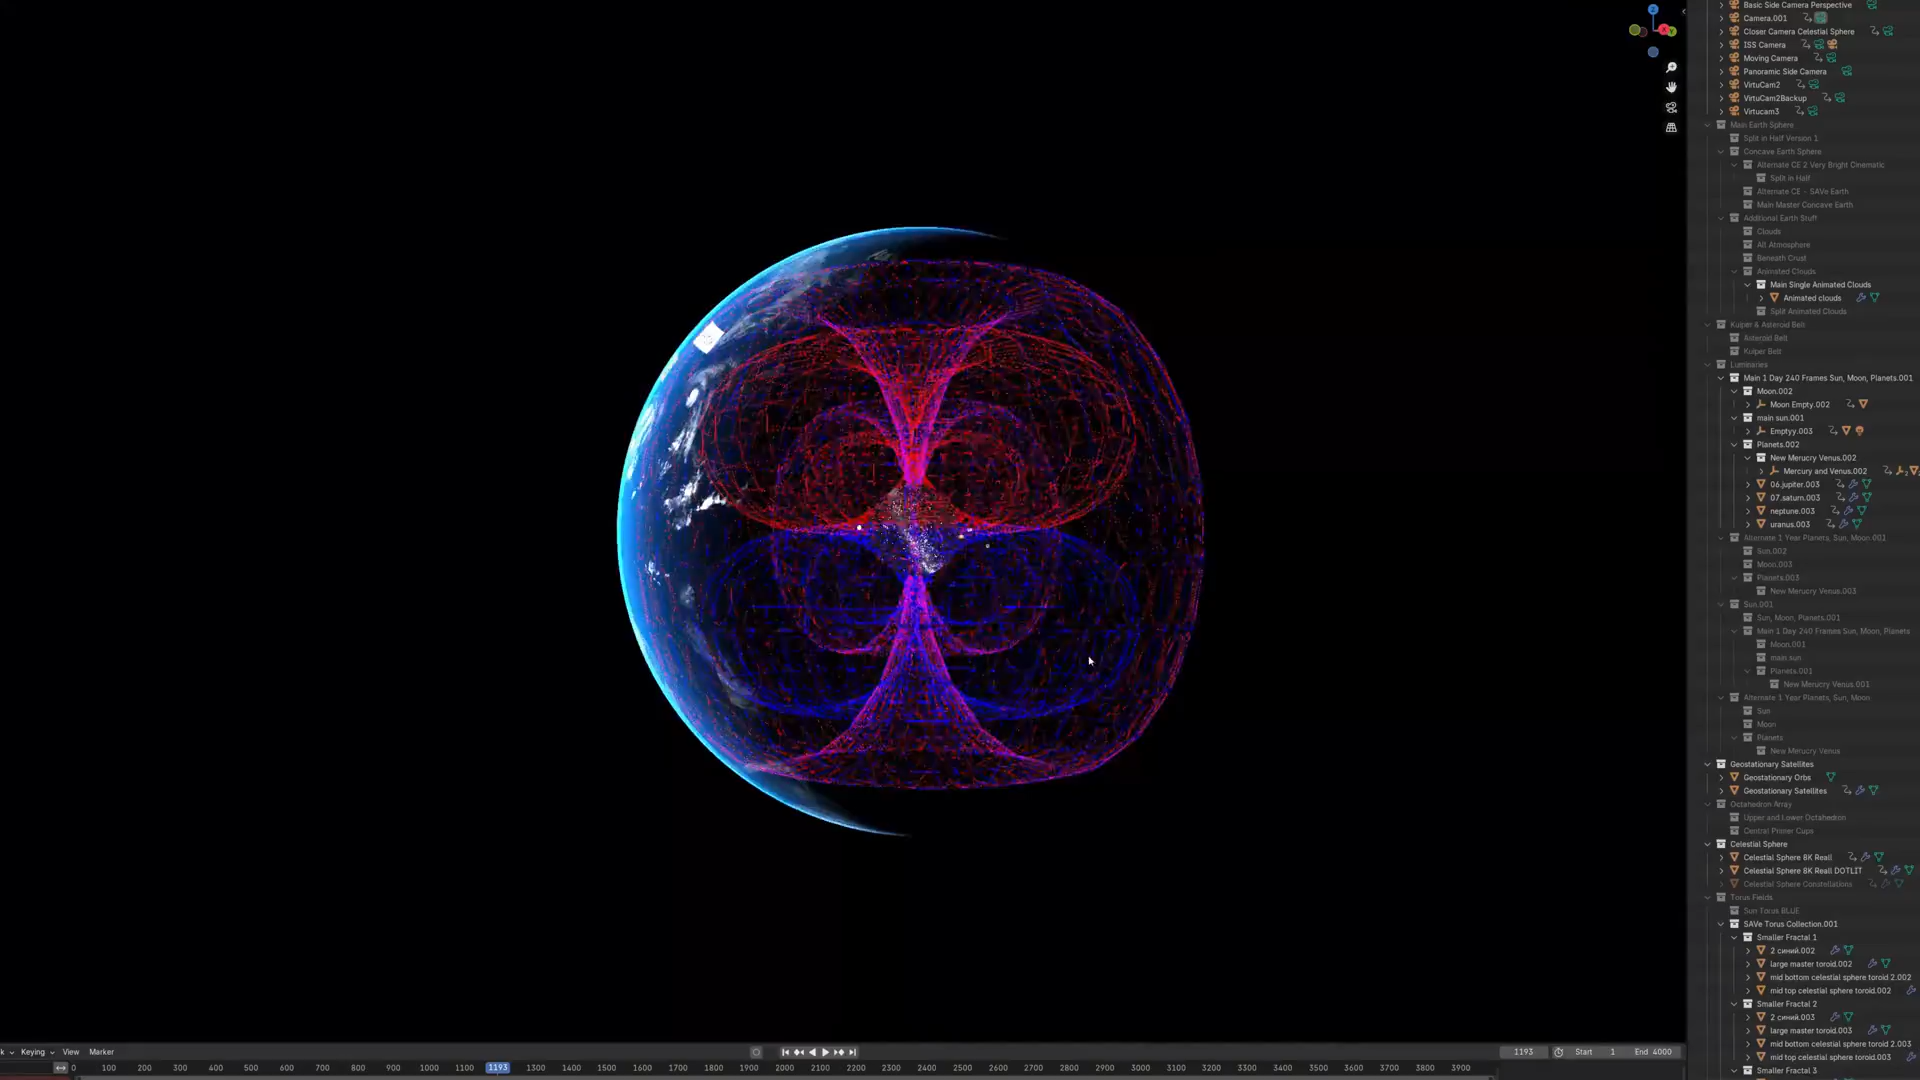 Basic Side Camera Perspective
Camera.001
Closer Camera Celestial Sphere
ISS Camera
Moving Camera
Panoramic Side Camera
VirtuCam2
VirtuCam2Backup
Virtucam3
Main Earth Sphere
Split in Half Version 1
Concave Earth Sphere
Alternate CE 2 Very Bright Cinematic
Split in Half
Alternate CE - SAVe Earth
Main Master Concave Earth
Additional Earth Stuff
Clouds
All Atmosphere
Beneath Crust
Animated Clouds
Main Single Animated Clouds
Animated clouds
Split Animated Clouds
Kuiper & Asteroid Belt
Asteroid Belt
Kuiper Belt
Luminaries
Main 1 Day 240 Frames Sun, Moon, Planets.001
Moon.002
Moon Empty.002
main sun.001
Emptyy.003
Planets.002
New Merucry Venus.002
Mercury and Venus.002
06.jupiter.003
07.saturn.003
neptune.003
uranus.003
Alternate 1 Year Planets, Sun, Moon.001
Sun.002
Moon.003
Planets.003
New Merucry Venus.003
Sun.001
Sun, Moon, Planets.001
Main 1 Day 240 Frames Sun, Moon, Planets
Moon.001
main sun
Planets.001
New Merucry Venus.001
Alternate 1 Year Planets, Sun, Moon
Sun
Moon
Planets
New Merucry Venus
Geostationary Satellites
Geostationary Orbs
Geostationary Satellites
Octahedron Array
Upper and Lower Octahedron
Central Primer Cups
Celestial Sphere
Celestial Sphere 8K Reall
Celestial Sphere 8K Reall DOTLIT
Celestial Sphere Constellations
Torus Fields
Sun Torus BLUE
SAVe Torus Collection.001
Smaller Fractal 1
2 синий.002
large master toroid.002
mid bottom celestial sphere toroid 2.002
mid top celestial sphere toroid.002
Smaller Fractal 2
2 синий.003
large master toroid.003
mid bottom celestial sphere toroid 2.003
mid top celestial sphere toroid.003
Smaller Fractal 3
Z
Y
Keying View Marker
1193 Start 1 End 4000
0 100 200 300 400 500 600 700 800 900 1000 1100 1193 1300 1400 1500 1600 1700 1800 1900 2000 2100 2200 2300 2400 2500 2600 2700 2800 2900 3000 3100 3200 3300 3400 3500 3600 3700 3800 3900